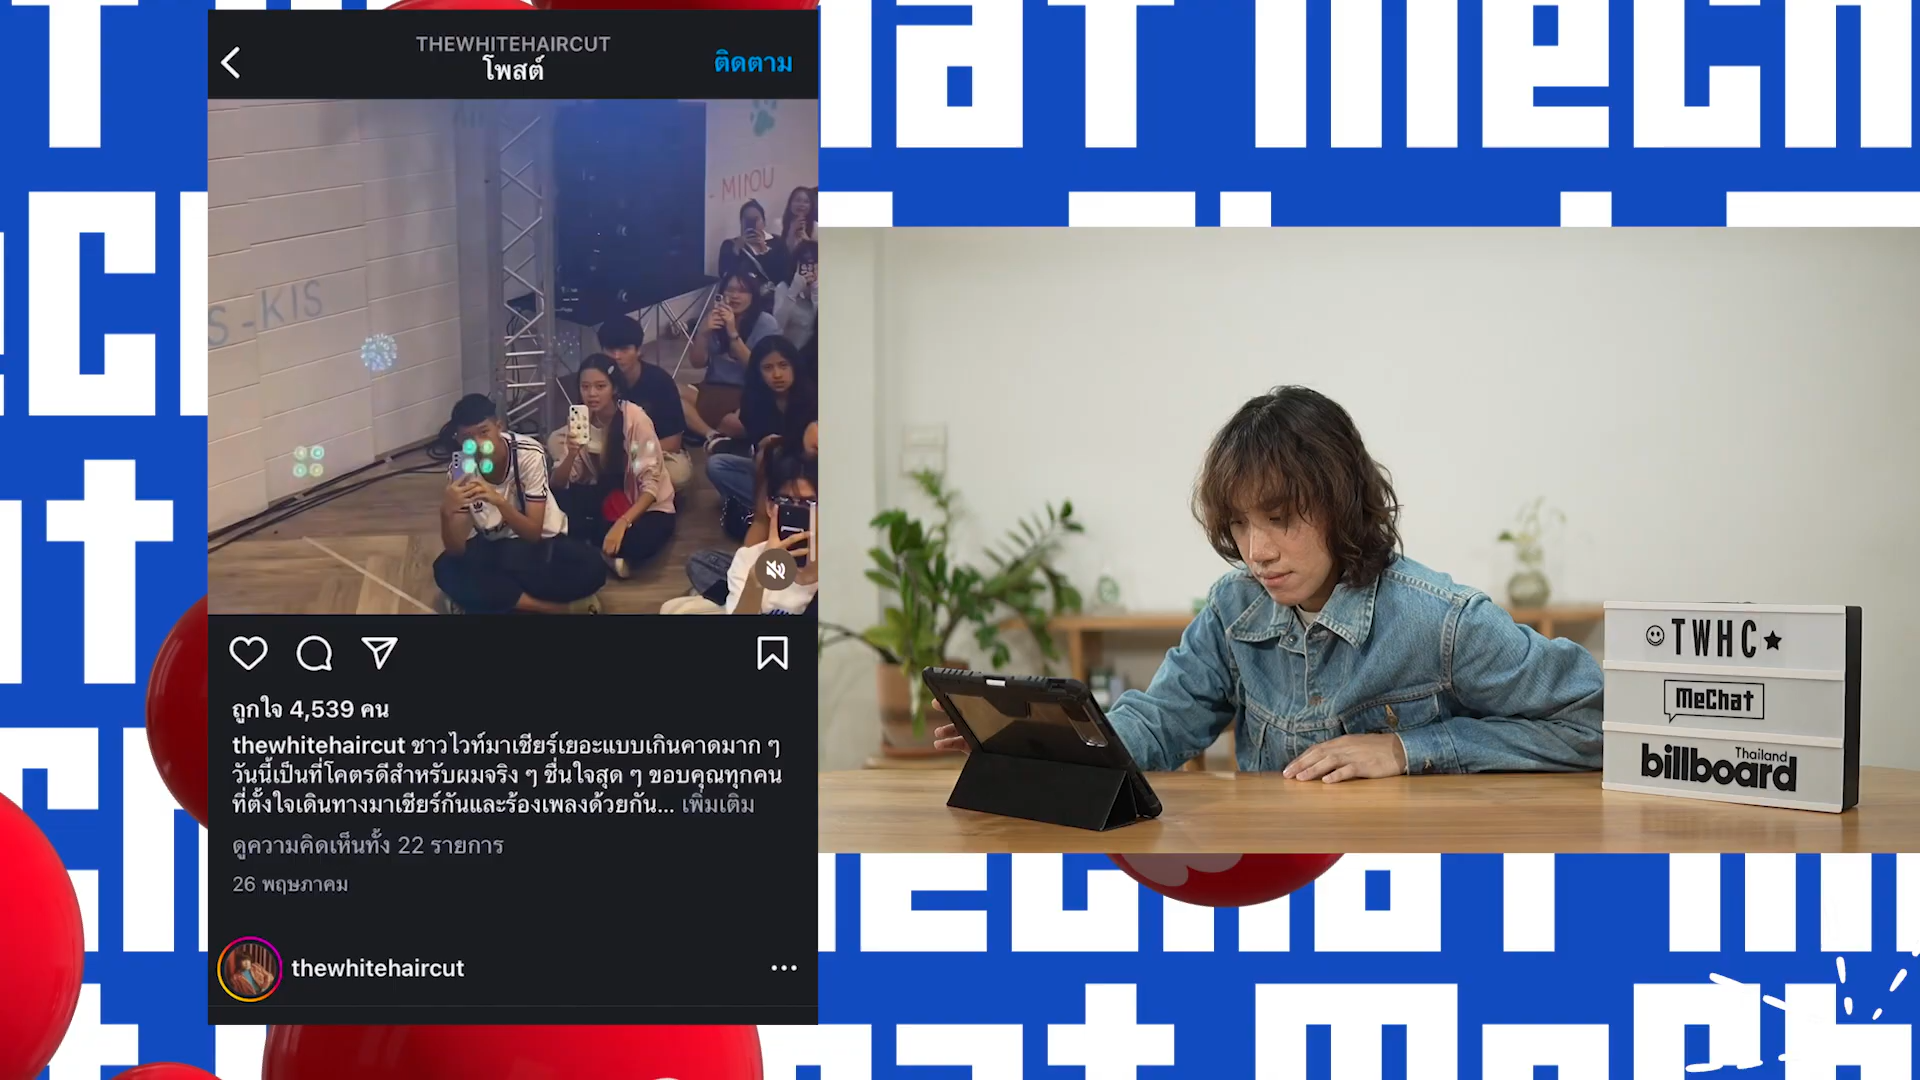 THEWHITEHAIRCUT
โพสต์
ติดตาม
- MINOU
S - KIS
ถูกใจ 4,539 คน
thewhitehaircut ชาวไวท์มาเชียร์เยอะแบบเกินคาดมาก ๆ
วันนี้เป็นที่โคตรดีสำหรับผมจริง ๆ ชื่นใจสุด ๆ ขอบคุณทุกคน
ที่ตั้งใจเดินทางมาเชียร์กันและร้องเพลงด้วยกัน... เพิ่มเติม
ดูความคิดเห็นทั้ง 22 รายการ
26 พฤษภาคม
thewhitehaircut
TWHC
MeChat
billboard
Thailand